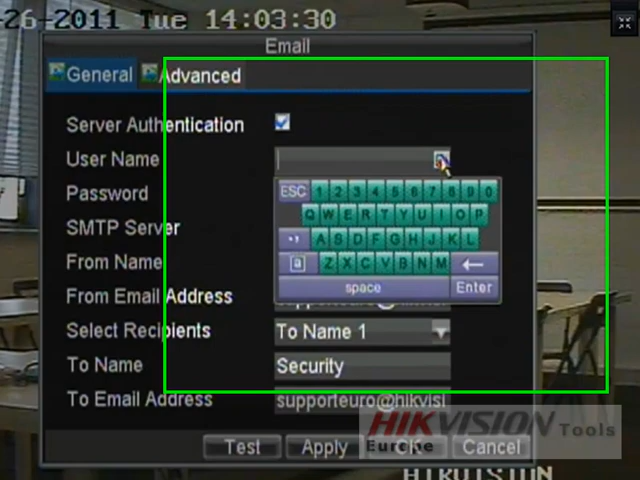 -26-2011 Tue 14:03:30
Email
General Advanced
Server Authentication
User Name
Password
SMTP Server
From Name
From Email Address
Select Recipients To Name 1
To Name Security
To Email Address supporteuro@hikvisi
ESC 1 2 3 4 5 6 7 8 9 0
Q W E R T Y U I O P
A S D F G H J K L
a Z X C V B N M ←
space Enter
Test Apply OK Cancel
HIKVISION Tools
Europe
HIKVISION